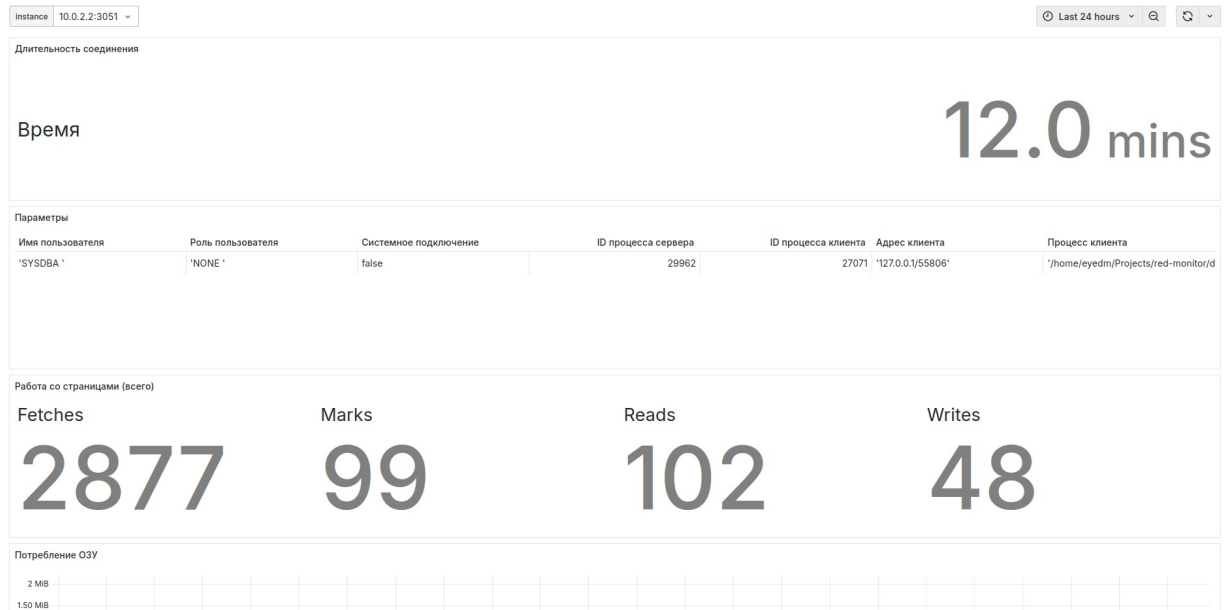 instance 10.0.2.2:3051 Last 24 hours
Длительность соединения
Время 12.0 mins
Параметры
Имя пользователя Роль пользователя Системное подключение ID процесса сервера ID процесса клиента Адрес клиента Процесс клиента
'SYSDBA ' 'NONE ' false 29962 27071 '127.0.0.1/55806' '/home/eyedm/Projects/red-monitor/d
Работа со страницами (всего)
Fetches Marks Reads Writes
2877 99 102 48
Потребление ОЗУ
2 MiB
1.50 MiB